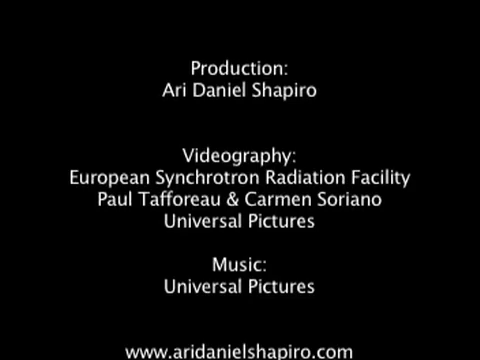 Production:
Ari Daniel Shapiro
Videography:
European Synchrotron Radiation Facility
Paul Tafforeau & Carmen Soriano
Universal Pictures
Music:
Universal Pictures
www.aridanielshapiro.com